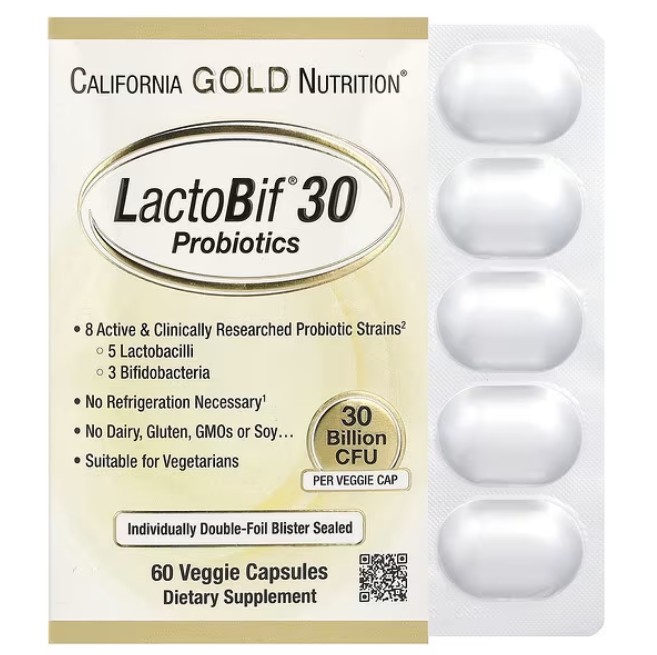 CALIFORNIA GOLD NUTRITION®
LactoBif® 30
Probiotics
• 8 Active & Clinically Researched Probiotic Strains²
○ 5 Lactobacilli
○ 3 Bifidobacteria
• No Refrigeration Necessary¹
• No Dairy, Gluten, GMOs or Soy…
• Suitable for Vegetarians
30
Billion
CFU
PER VEGGIE CAP
Individually Double-Foil Blister Sealed
60 Veggie Capsules
Dietary Supplement